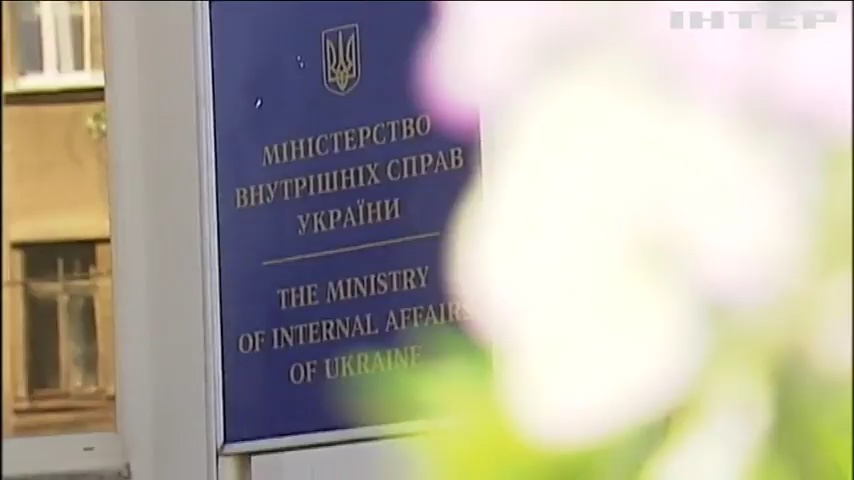 ІНТЕР
МІНІСТЕРСТВО
ВНУТРІШНІХ СПРАВ
УКРАЇНИ
THE MINISTRY
OF INTERNAL AFFAIRS
OF UKRAINE